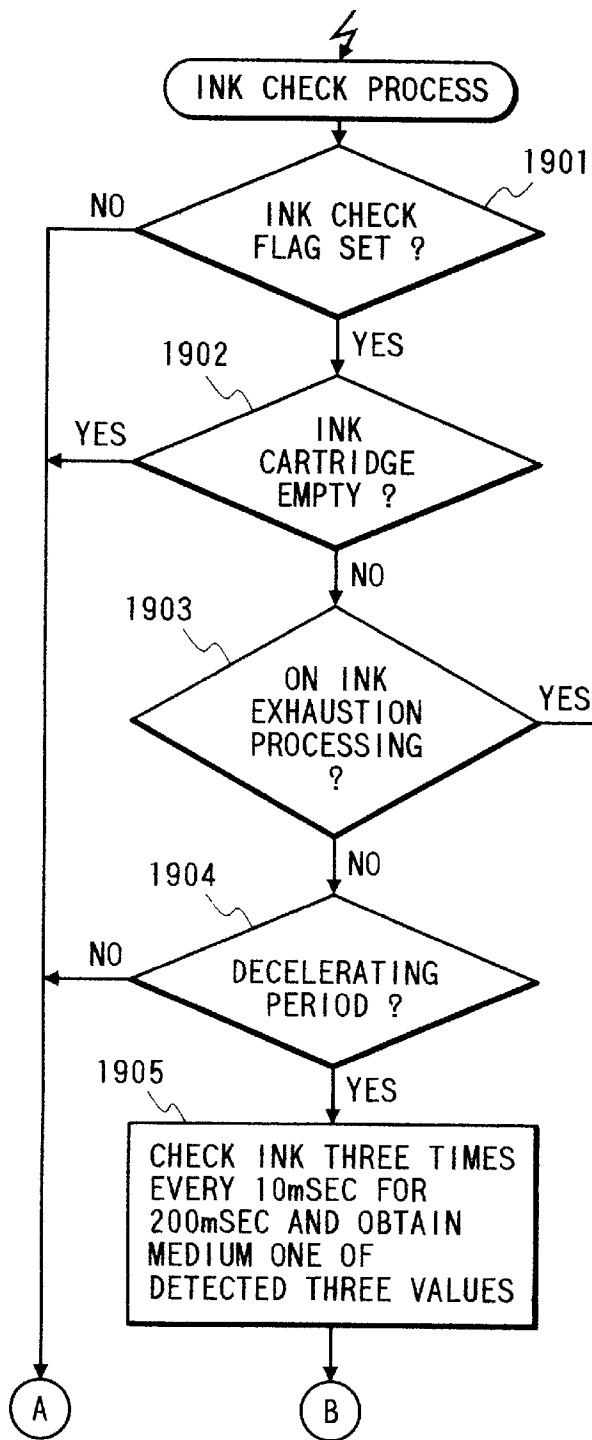 INK CHECK PROCESS
1901
NO
INK CHECK
FLAG SET ?
YES
1902
YES
INK
CARTRIDGE
EMPTY ?
NO
1903
ON INK
EXHAUSTION
PROCESSING
?
YES
NO
1904
NO
DECELERATING
PERIOD ?
YES
1905
CHECK INK THREE TIMES
EVERY 10mSEC FOR
200mSEC AND OBTAIN
MEDIUM ONE OF
DETECTED THREE VALUES
A
B